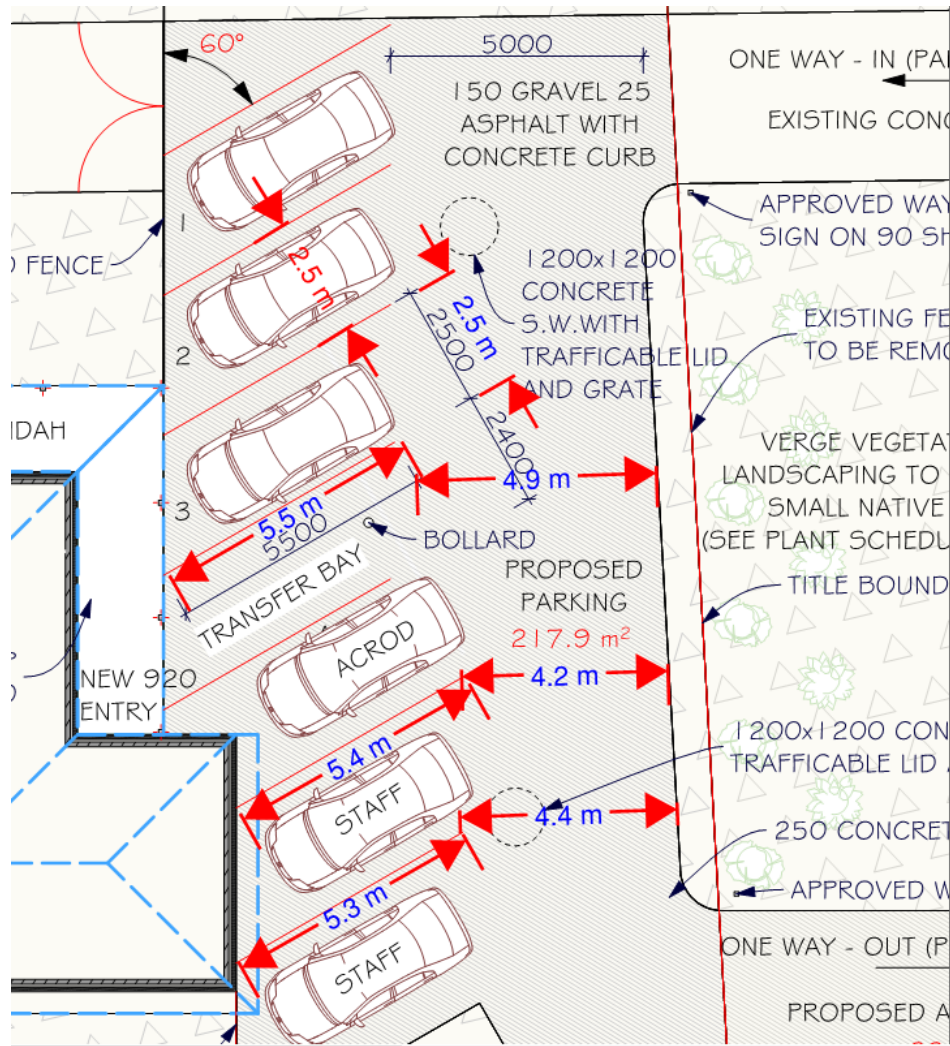 60°
5000
ONE WAY - IN (PA
150 GRAVEL 25
ASPHALT WITH
CONCRETE CURB
EXISTING CONC
1
APPROVED WAY
SIGN ON 90 SH
FENCE
2.5 m
1200x1200
CONCRETE
S.W.WITH
TRAFFICABLE LID
AND GRATE
2500
2.5 m
EXISTING FE
TO BE REMO
2
2400
DAH
VERGE VEGETA
LANDSCAPING TO
SMALL NATIVE
(SEE PLANT SCHEDU
4.9 m
3
5.5 m
5500
BOLLARD
TRANSFER BAY
PROPOSED
PARKING
217.9 m²
TITLE BOUND
ACROD
4.2 m
NEW 920
ENTRY
5.4 m
1200x1200 CON
TRAFFICABLE LID
STAFF
4.4 m
250 CONCRET
5.3 m
APPROVED W
STAFF
ONE WAY - OUT (P
PROPOSED A